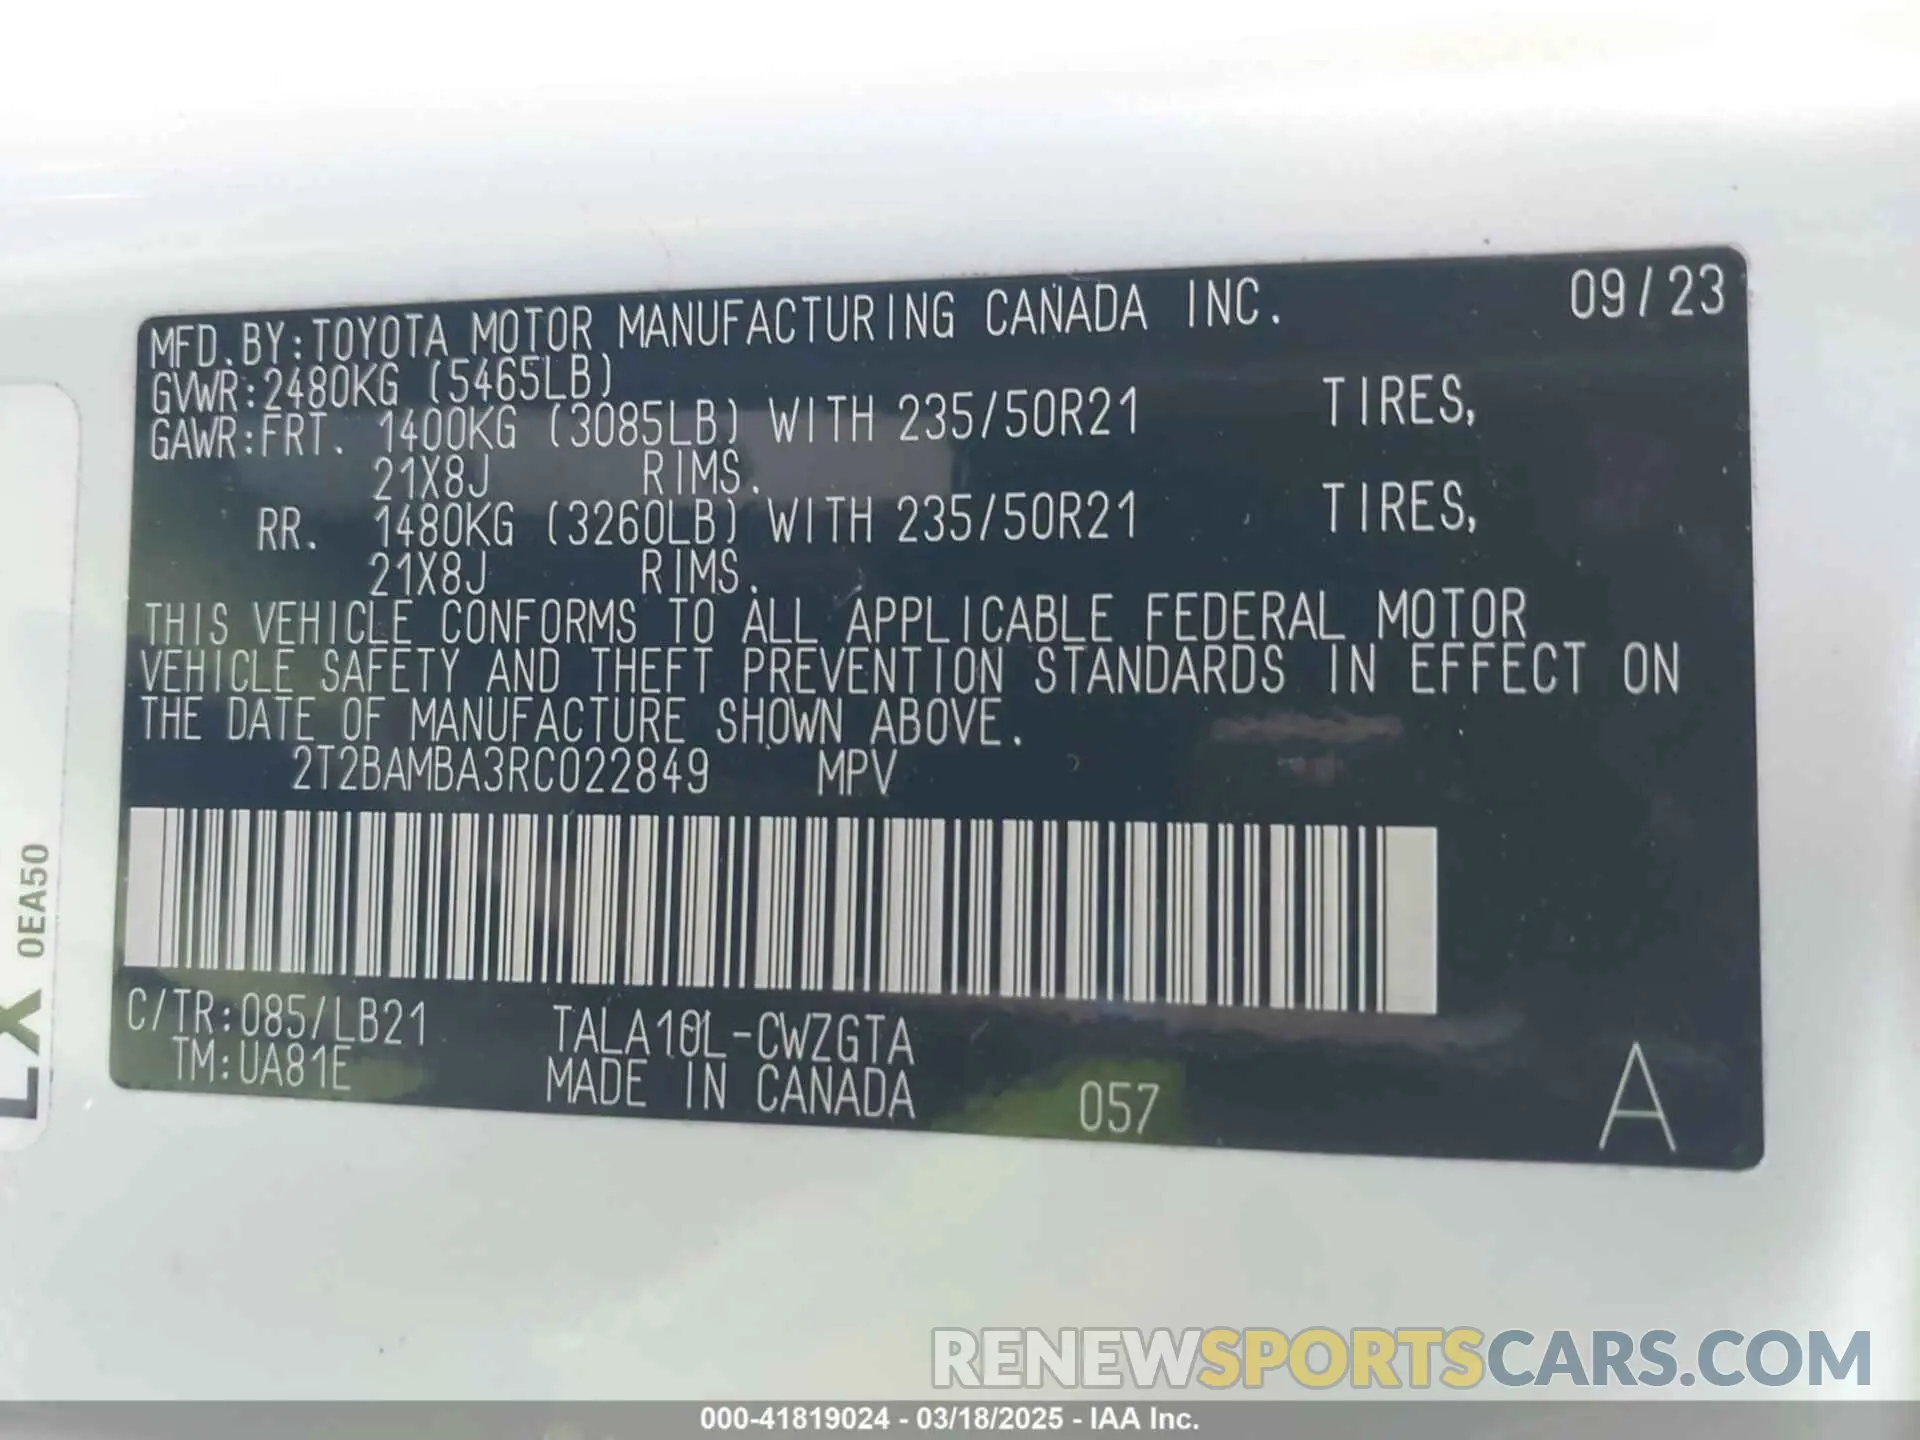 MFD.BY:TOYOTA MOTOR MANUFACTURING CANADA INC. 09/23
GVWR:2480KG (5465LB)
GAWR:FRT. 1400KG (3085LB) WITH 235/50R21 TIRES,
21X8J RIMS.
RR. 1480KG (3260LB) WITH 235/50R21 TIRES,
21X8J RIMS.
THIS VEHICLE CONFORMS TO ALL APPLICABLE FEDERAL MOTOR
VEHICLE SAFETY AND THEFT PREVENTION STANDARDS IN EFFECT ON
THE DATE OF MANUFACTURE SHOWN ABOVE.
2T2BAMBA3RC022849 MPV
C/TR:085/LB21 TALA10L-CWZGTA
TM:UA81E MADE IN CANADA 057 A
0EA50
RENEWSPORTSCARS.COM
000-41819024 - 03/18/2025 - IAA Inc.